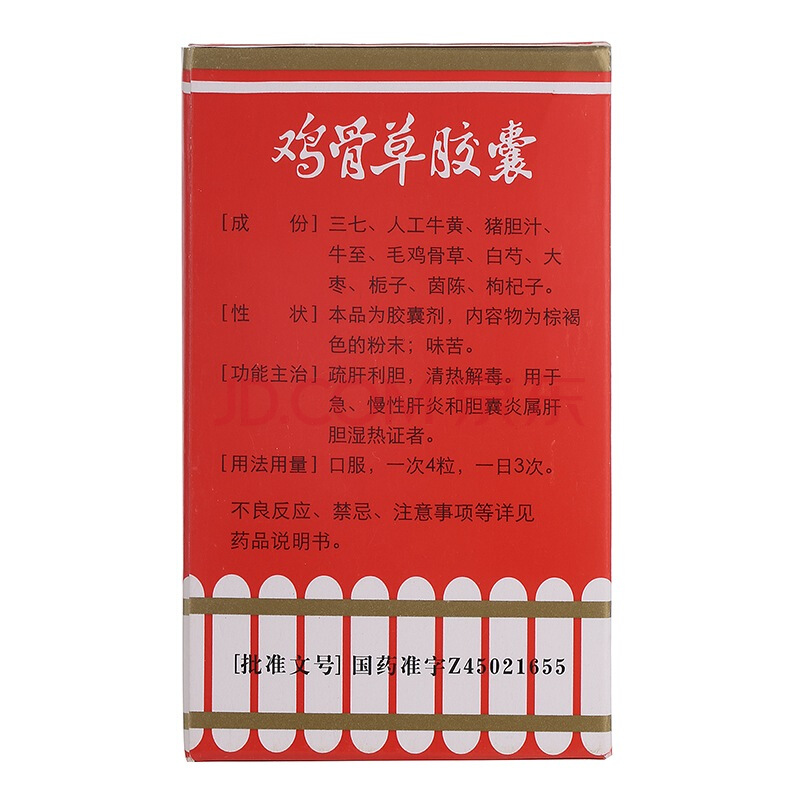 鸡骨草胶囊
[成　份] 三七、人工牛黄、猪胆汁、
牛至、毛鸡骨草、白芍、大
枣、栀子、茵陈、枸杞子。
[性　状] 本品为胶囊剂，内容物为棕褐
色的粉末；味苦。
[功能主治] 疏肝利胆，清热解毒。用于
急、慢性肝炎和胆囊炎属肝
胆湿热证者。
[用法用量] 口服，一次4粒，一日3次。
不良反应、禁忌、注意事项等详见
药品说明书。
[批准文号] 国药准字Z45021655
JD.COM 京东